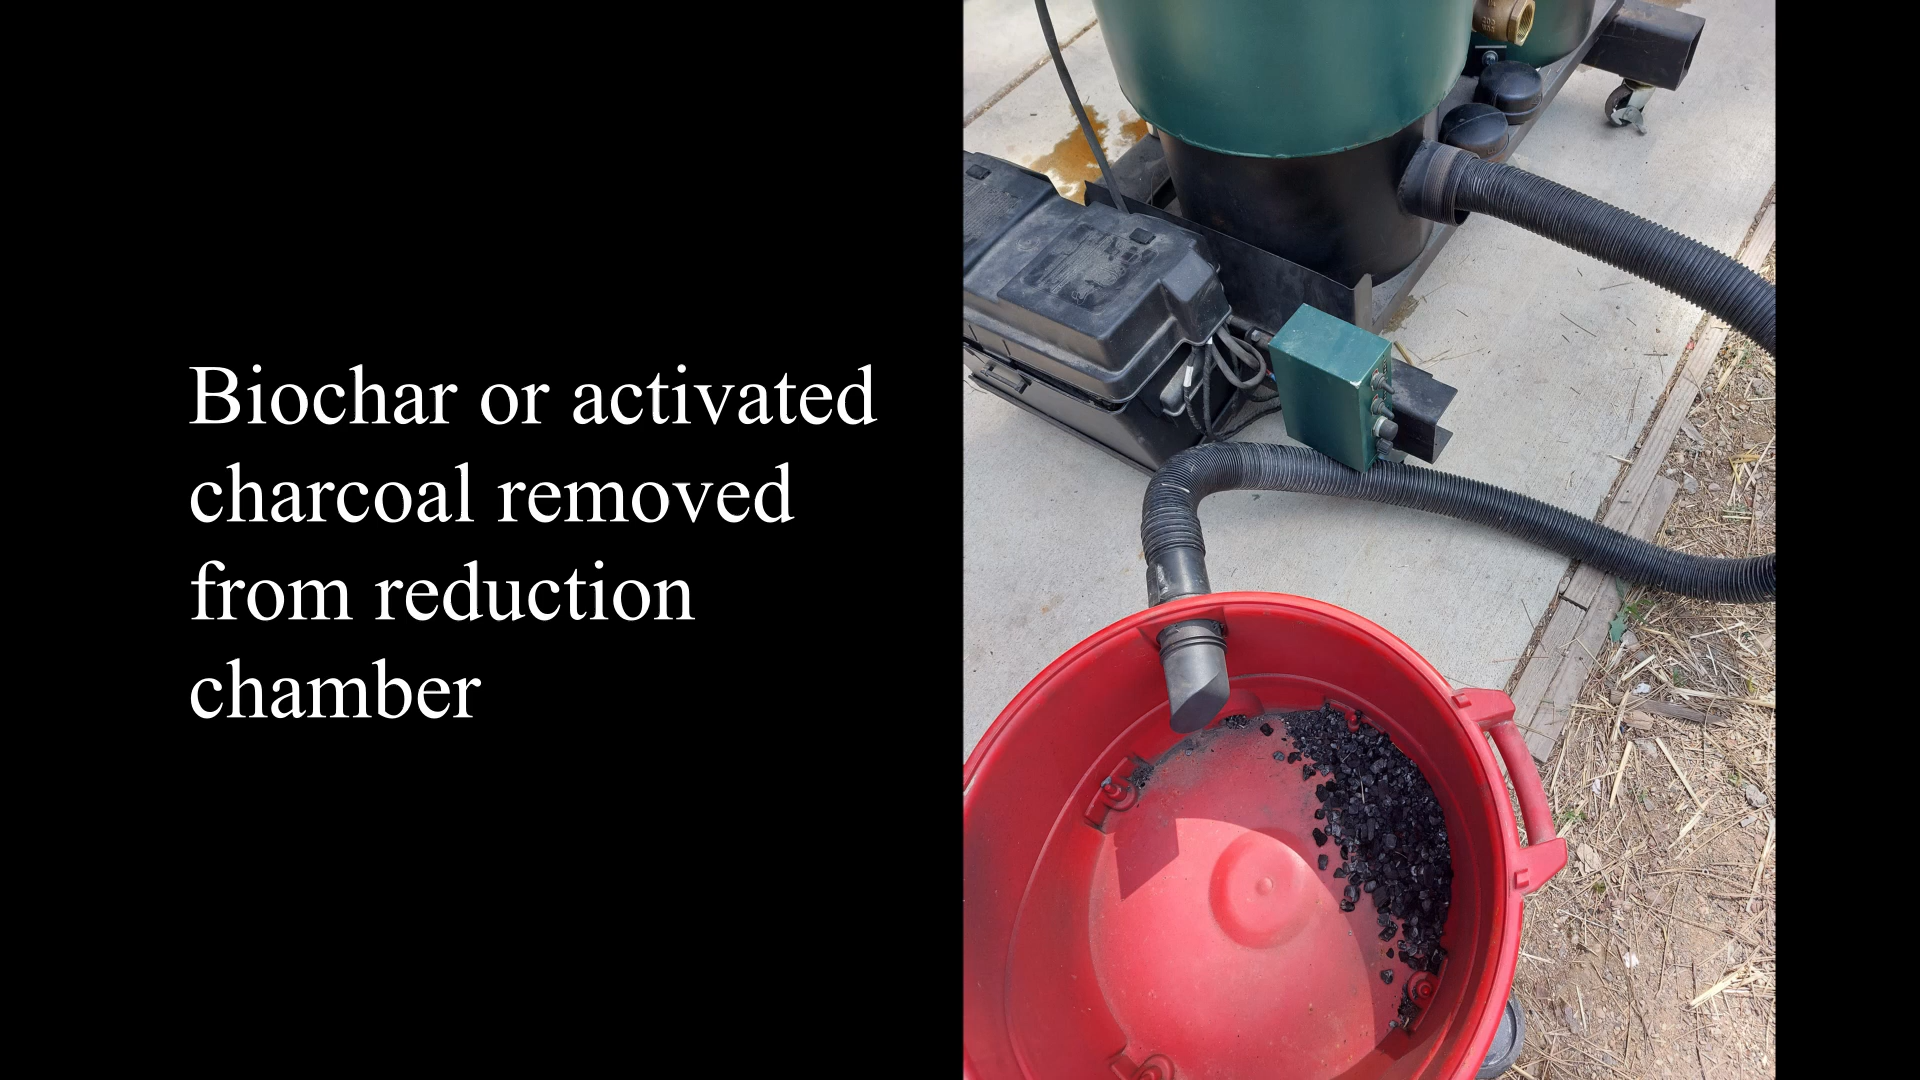 Biochar or activated
charcoal removed
from reduction
chamber